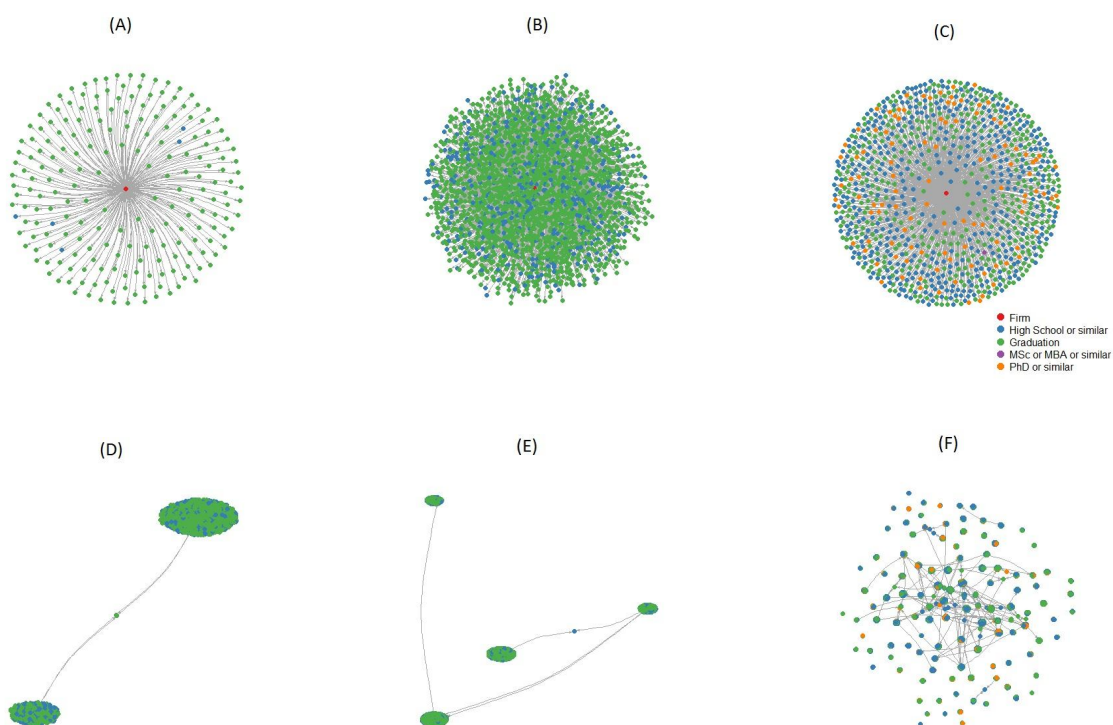 (A)
(B)
(C)
Firm
High School or similar
Graduation
MSc or MBA or similar
PhD or similar
(D)
(E)
(F)